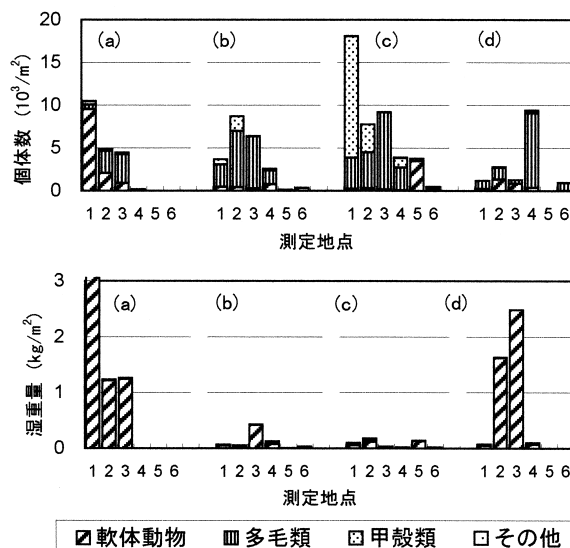 20
(a) (b) (c) (d)
15
10
5
0
個体数 (10³/m²)
1 2 3 4 5 6 1 2 3 4 5 6 1 2 3 4 5 6 1 2 3 4 5 6
測定地点
3
(a) (b) (c) (d)
2
1
0
湿重量 (kg/m²)
1 2 3 4 5 6 1 2 3 4 5 6 1 2 3 4 5 6 1 2 3 4 5 6
測定地点
軟体動物 多毛類 甲殻類 その他